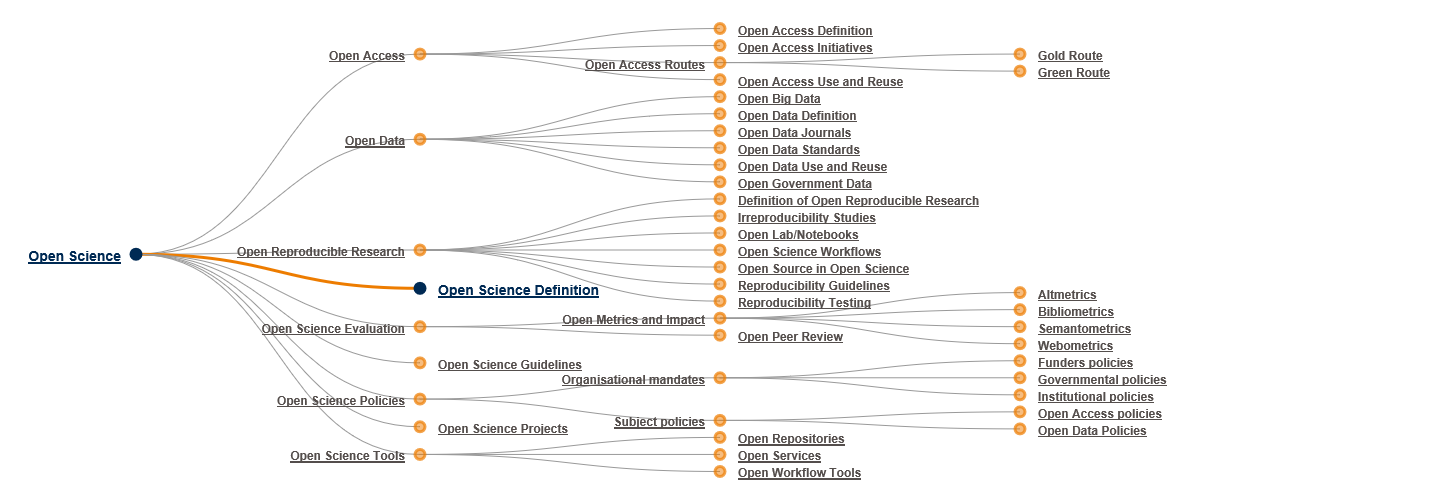 Open Science
Open Access
Open Access Definition
Open Access Initiatives
Open Access Routes
Gold Route
Green Route
Open Access Use and Reuse
Open Data
Open Big Data
Open Data Definition
Open Data Journals
Open Data Standards
Open Data Use and Reuse
Open Government Data
Open Reproducible Research
Definition of Open Reproducible Research
Irreproducibility Studies
Open Lab/Notebooks
Open Science Workflows
Open Source in Open Science
Reproducibility Guidelines
Reproducibility Testing
Open Science Definition
Open Science Evaluation
Open Metrics and Impact
Altmetrics
Bibliometrics
Semantometrics
Webometrics
Open Peer Review
Open Science Guidelines
Open Science Policies
Organisational mandates
Funders policies
Governmental policies
Institutional policies
Subject policies
Open Access policies
Open Data Policies
Open Science Projects
Open Science Tools
Open Repositories
Open Services
Open Workflow Tools